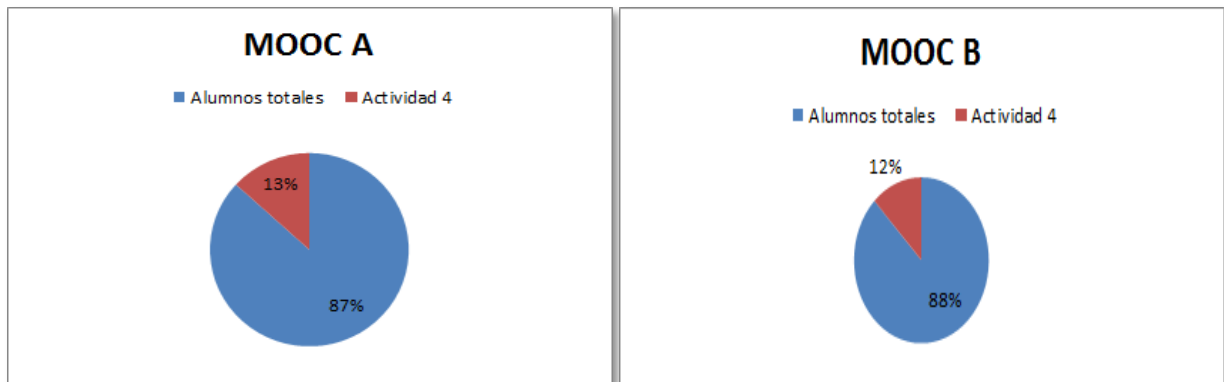 MOOC A
Alumnos totales Actividad 4
13%
87%
MOOC B
Alumnos totales Actividad 4
12%
88%